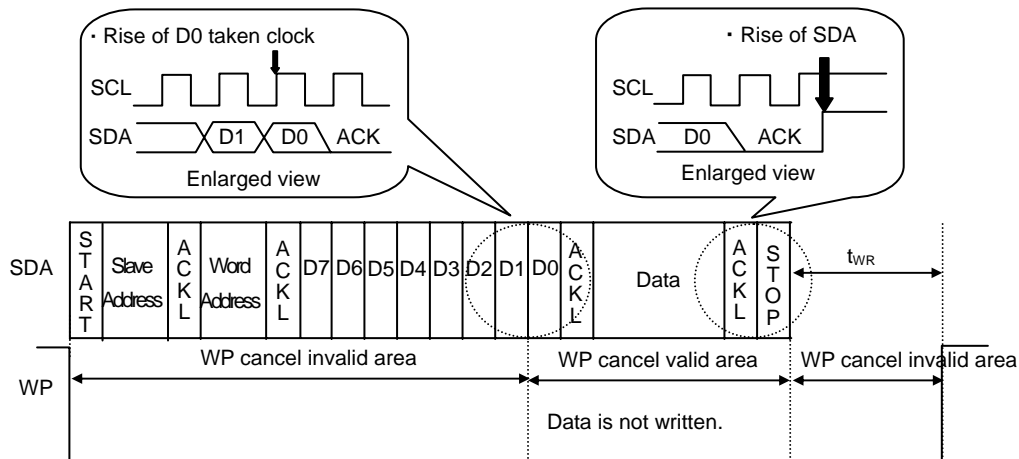 ・Rise of D0 taken clock
SCL
SDA D1 D0 ACK
Enlarged view
・Rise of SDA
SCL
SDA D0 ACK
Enlarged view
SDA
START
Slave
Address
ACKL
Word
Address
ACKL
D7 D6 D5 D4 D3 D2 D1 D0
ACKL
Data
ACKL
STOP
tWR
WP cancel invalid area
WP cancel valid area
WP cancel invalid area
WP
Data is not written.